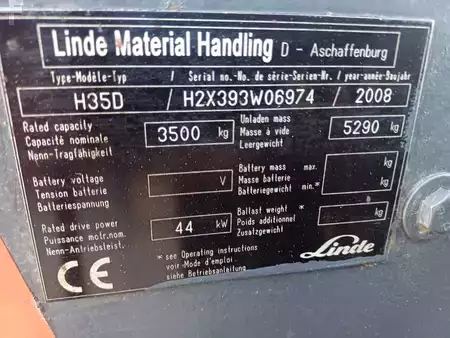 Linde Material Handling D - Aschaffenburg
Type-Modèle-Typ / Serial no.-No. de série-Serien-Nr. / year-année-Baujahr
H35D / H2X393W06974 / 2008
Rated capacity
Capacité nominale
Nenn-Tragfähigkeit
3500 kg
Unladen mass
Masse à vide
Leergewicht
5290 kg
Battery voltage
Tension batterie
Batteriespannung
V
Battery mass max.
Masse batterie
Batteriegewicht min.*
kg
kg
Rated drive power
Puissance motr.nom.
Nenn-Antriebsleist.
44 kW
Ballast weight *
Poids additionnel
Zusatzgewicht
kg
CE
* see Operating instructions
voir Mode d'emploi
siehe Betriebsanleitung
Linde